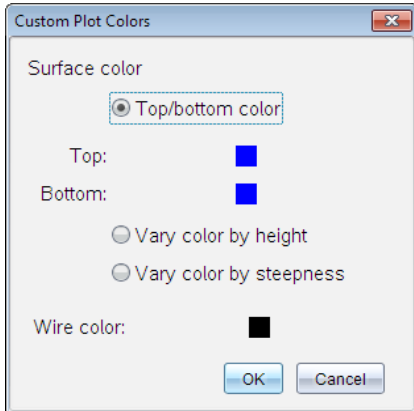 Custom Plot Colors
Surface color
Top/bottom color
Top:
Bottom:
Vary color by height
Vary color by steepness
Wire color:
OK Cancel